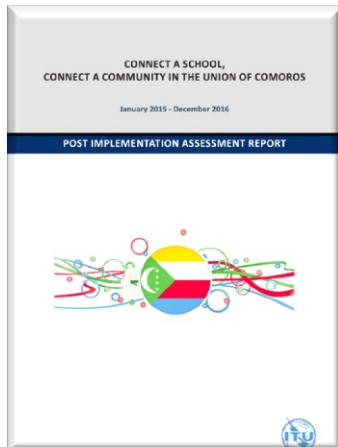 CONNECT A SCHOOL,
CONNECT A COMMUNITY IN THE UNION OF COMOROS
January 2015 - December 2016
POST IMPLEMENTATION ASSESSMENT REPORT
ITU